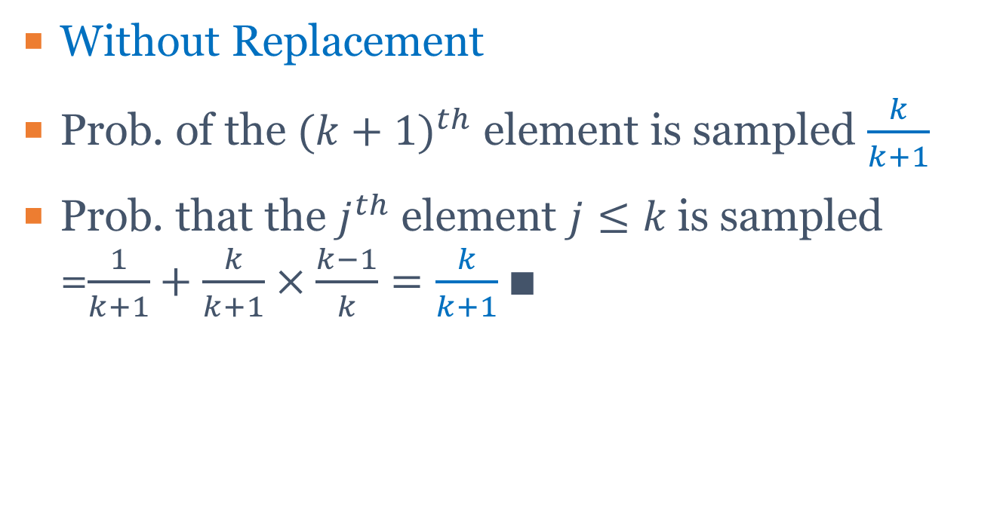 ▪ Without Replacement
▪ Prob. of the $(k + 1)^{th}$ element is sampled $\frac{k}{k+1}$
▪ Prob. that the $j^{th}$ element $j \leq k$ is sampled
$= \frac{1}{k+1} + \frac{k}{k+1} \times \frac{k-1}{k} = \frac{k}{k+1}$ ■